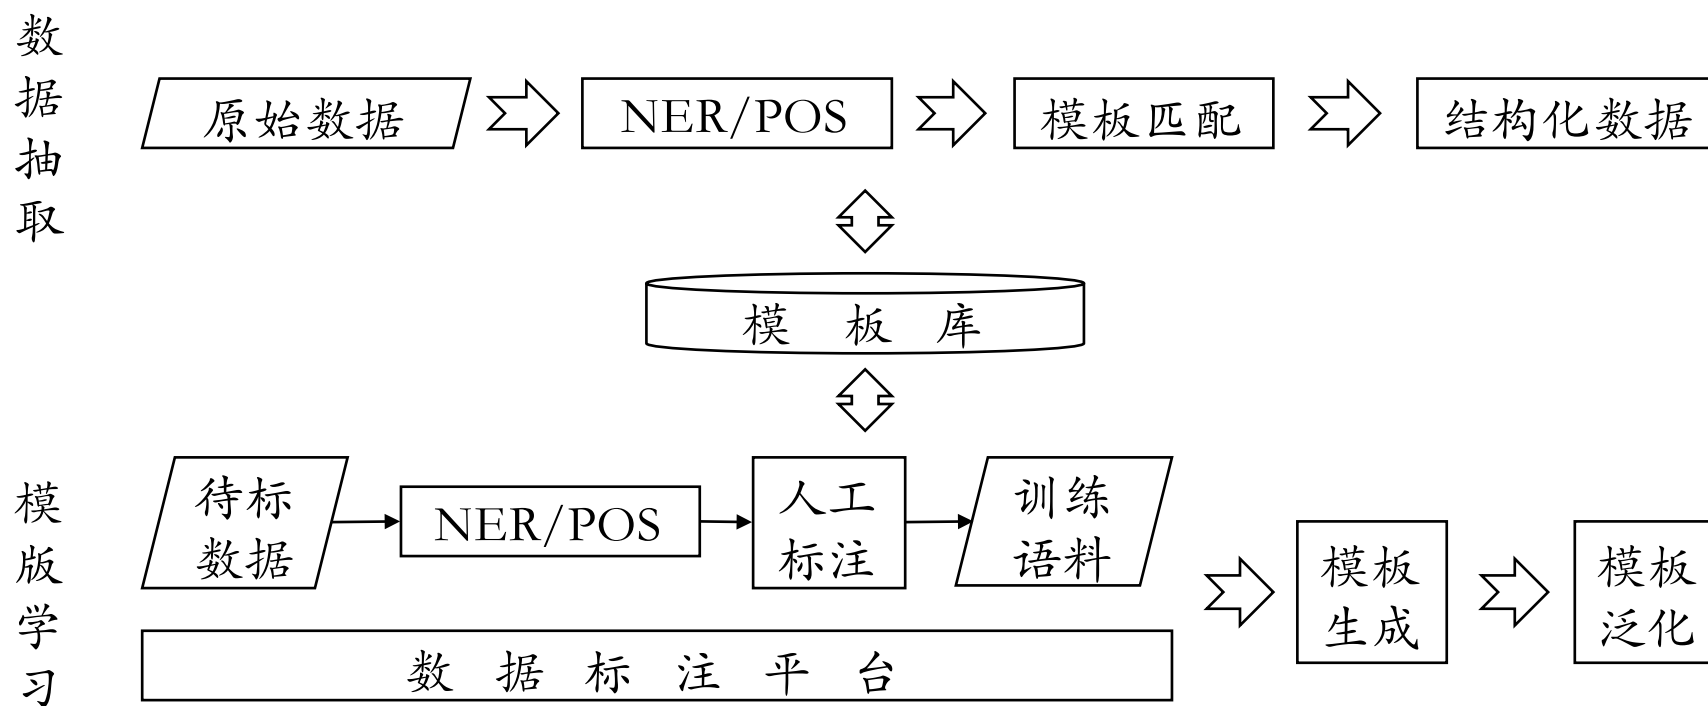 数据抽取
原始数据
NER/POS
模板匹配
结构化数据
模 板 库
模版学习
待标
数据
NER/POS
人工
标注
训练
语料
模板
生成
模板
泛化
数 据 标 注 平 台